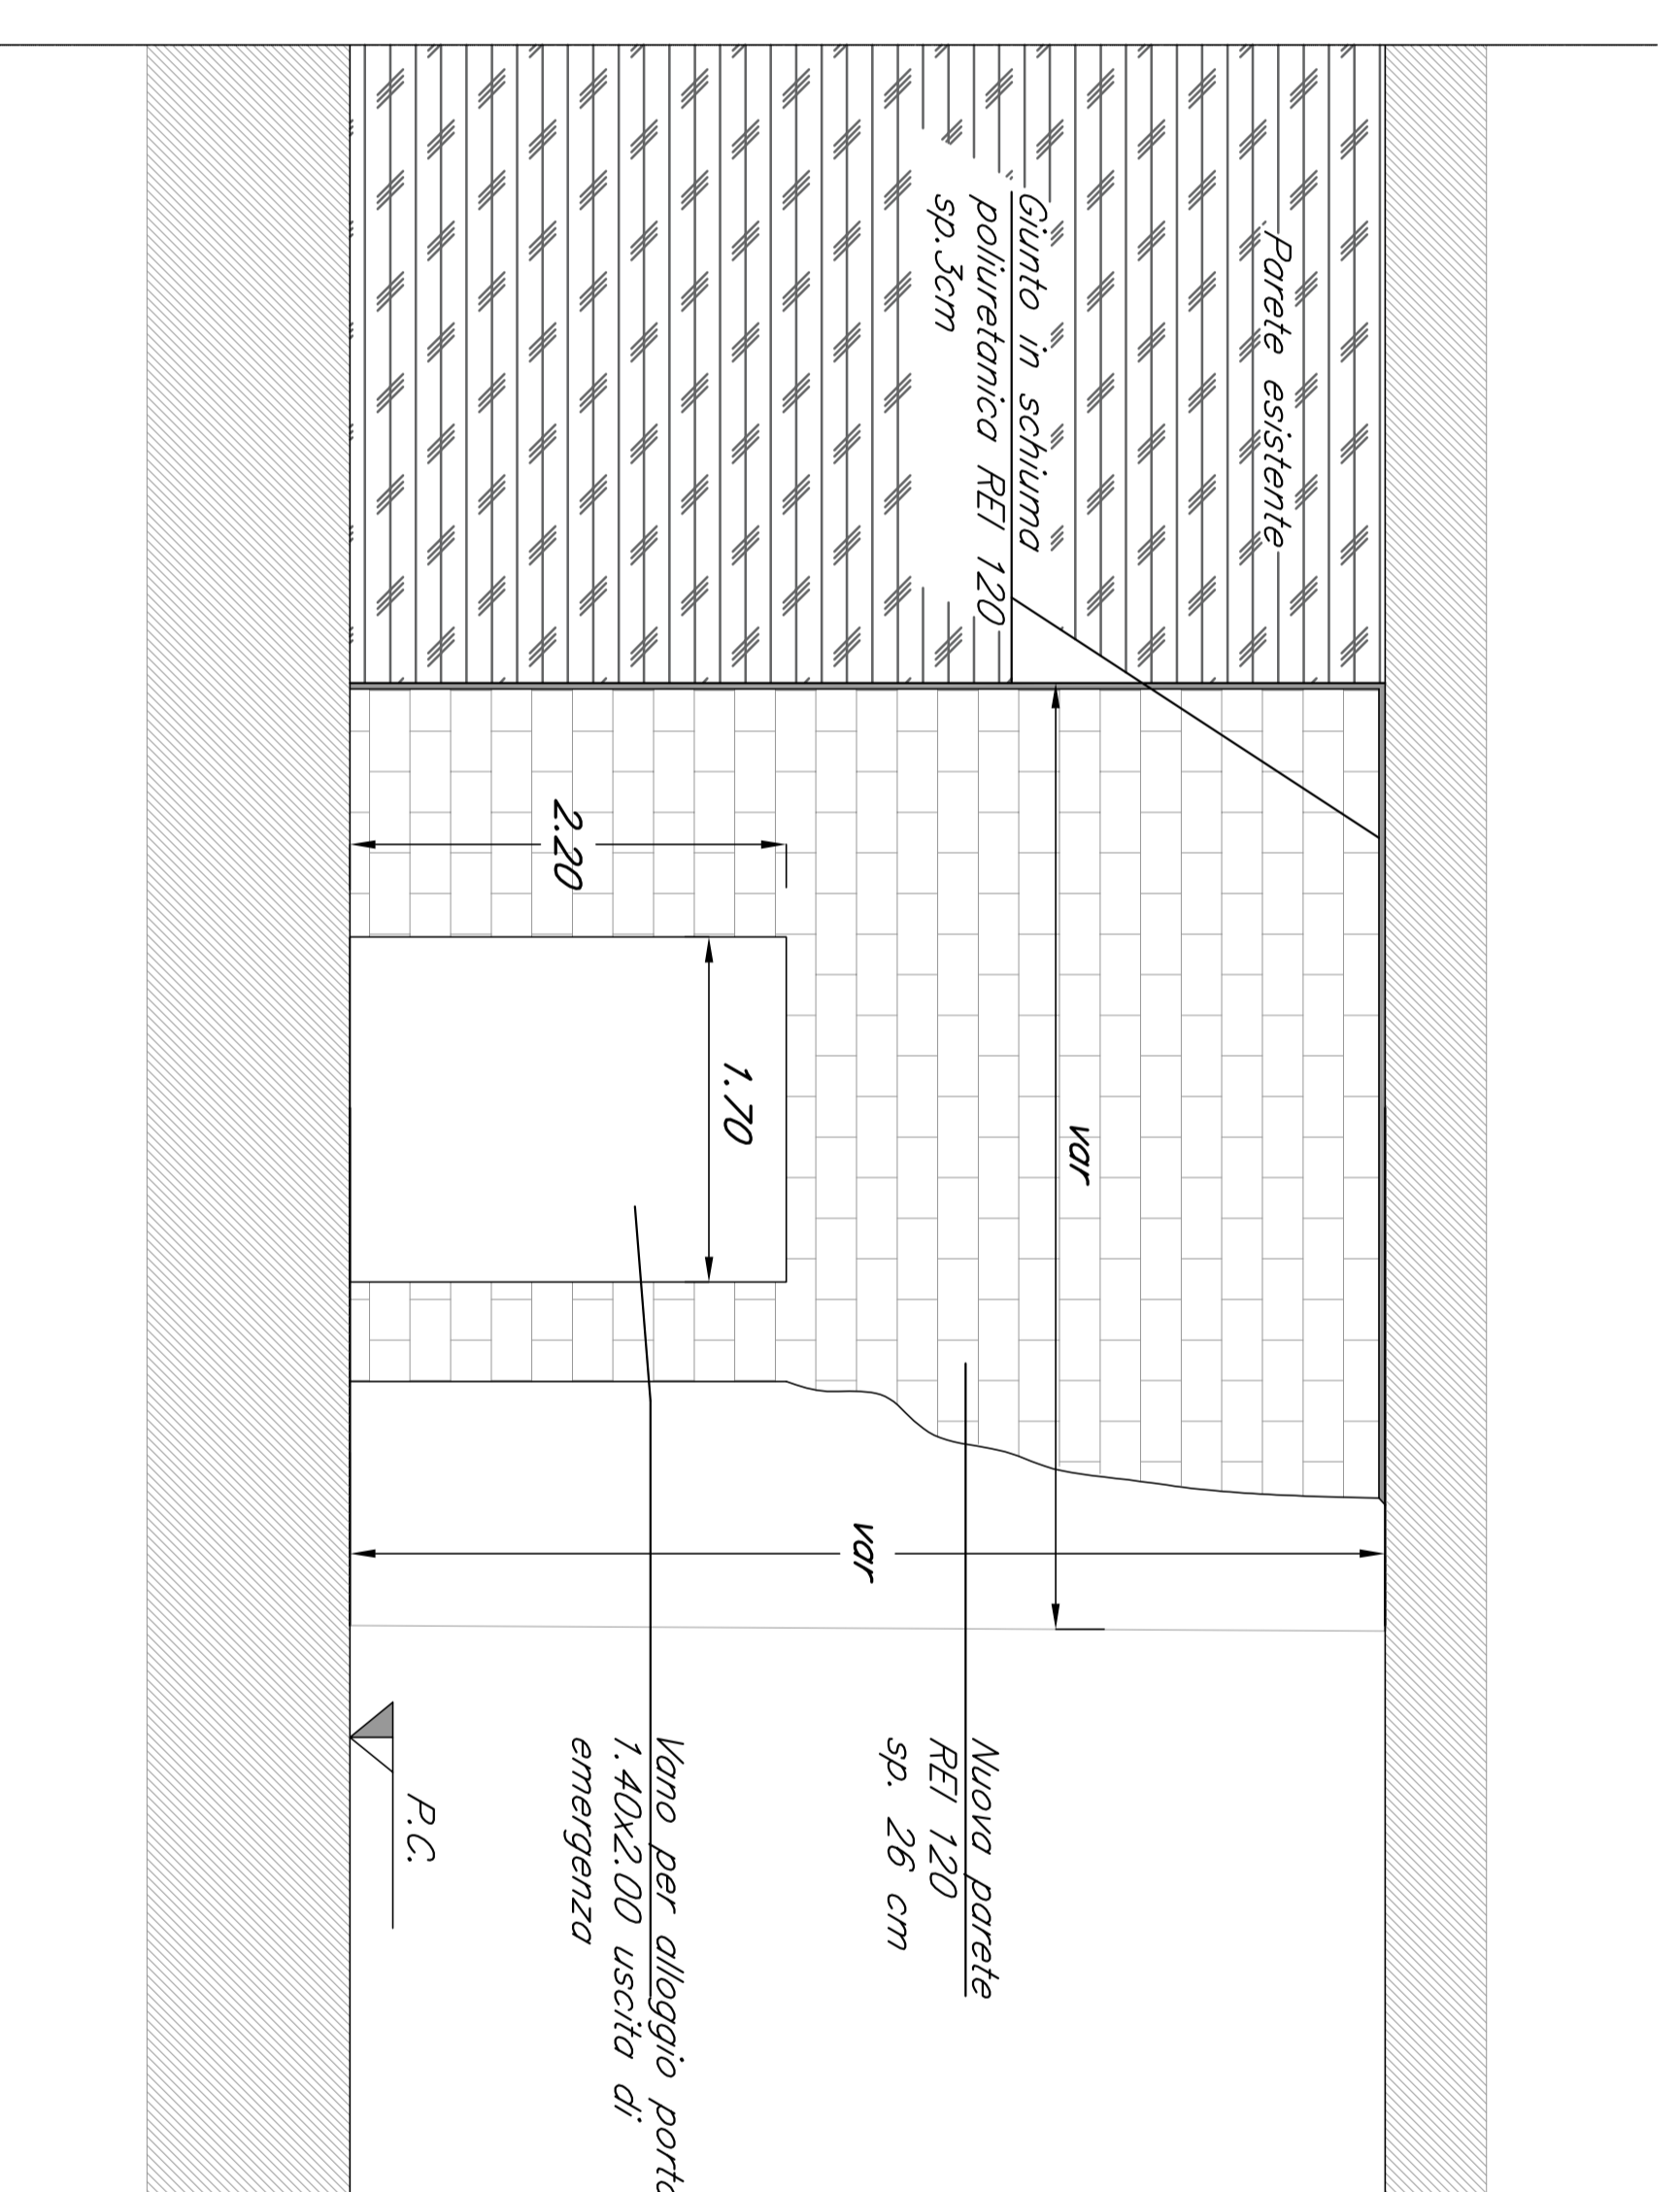 Parete esistente
Giunto in schiuma
poliuretanica REI 120
sp.3cm
var
2.20
1.70
var
Nuova parete
REI 120
sp. 26 cm
Vano per alloggio porta
1.40x2.00 uscita di
emergenza
P.C.